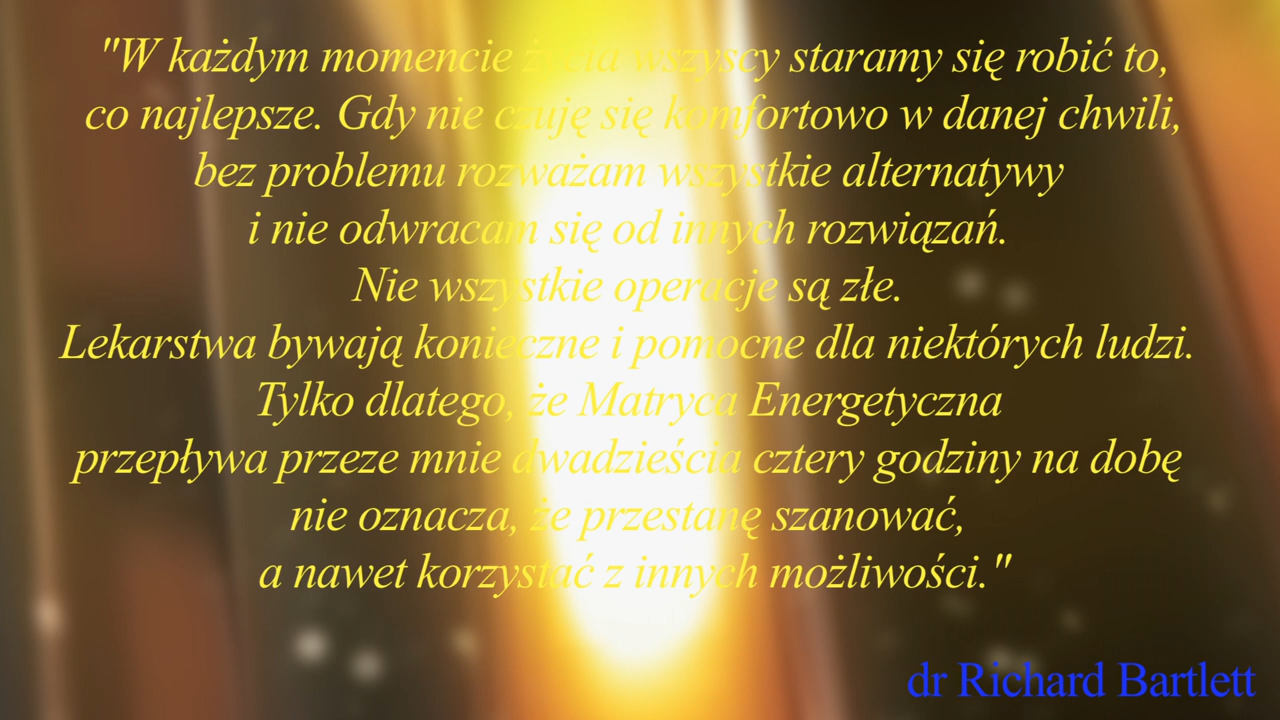 "W każdym momencie życia wszyscy staramy się robić to,
co najlepsze. Gdy nie czuję się komfortowo w danej chwili,
bez problemu rozważam wszystkie alternatywy
i nie odwracam się od innych rozwiązań.
Nie wszystkie operacje są złe.
Lekarstwa bywają konieczne i pomocne dla niektórych ludzi.
Tylko dlatego, że Matryca Energetyczna
przepływa przeze mnie dwadzieścia cztery godziny na dobę
nie oznacza, że przestanę szanować,
a nawet korzystać z innych możliwości."
dr Richard Bartlett